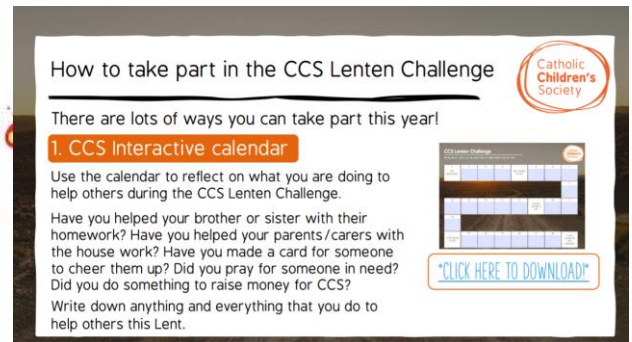 How to take part in the CCS Lenten Challenge
Catholic
Children's
Society
There are lots of ways you can take part this year!
1. CCS Interactive calendar
Use the calendar to reflect on what you are doing to
help others during the CCS Lenten Challenge.
Have you helped your brother or sister with their
homework? Have you helped your parents/carers with
the house work? Have you made a card for someone
to cheer them up? Did you pray for someone in need?
Did you do something to raise money for CCS?
Write down anything and everything that you do to
help others this Lent.
CCS Lenten Challenge
*CLICK HERE TO DOWNLOAD!*